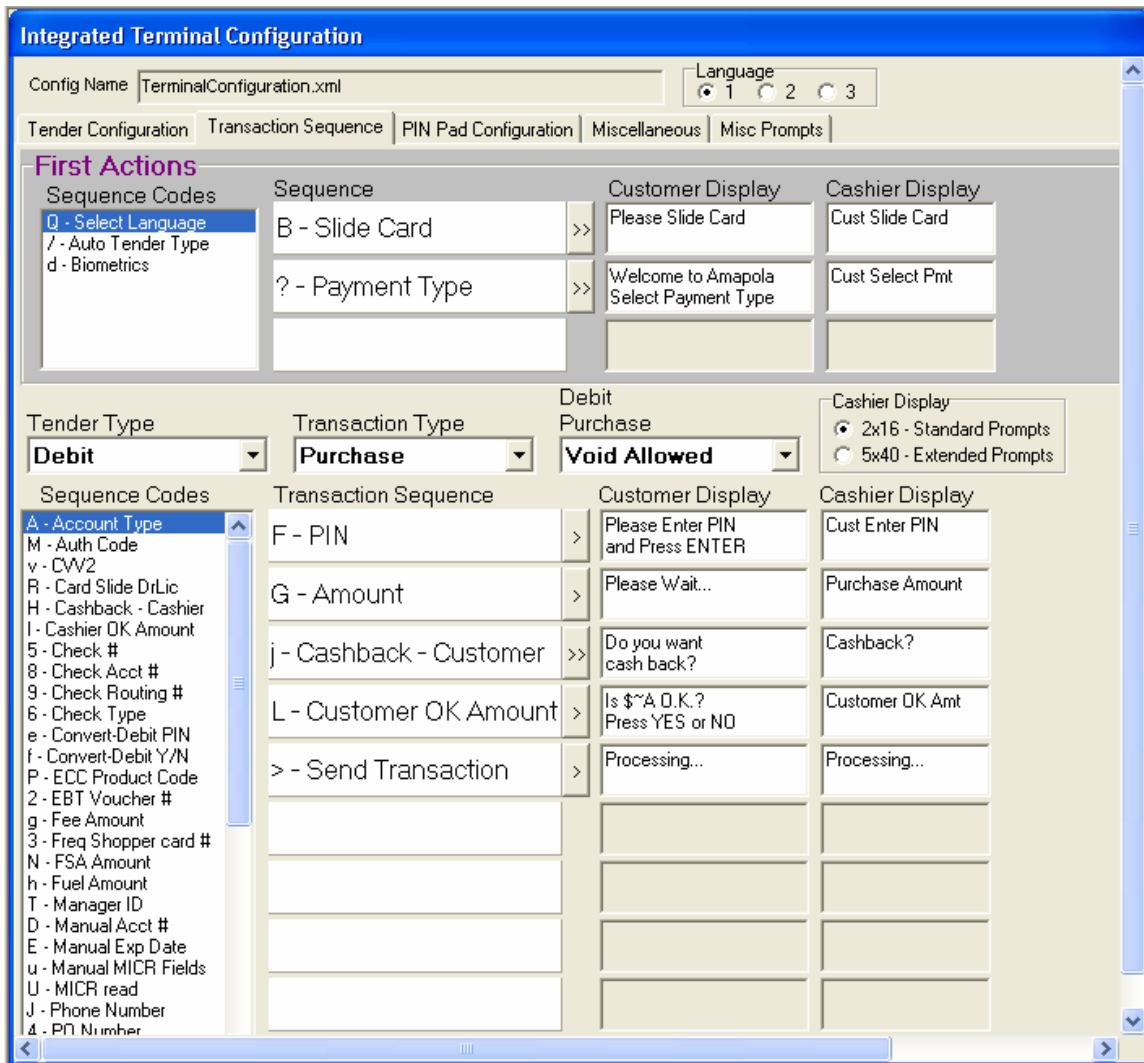 Integrated Terminal Configuration
Config Name TerminalConfiguration.xml
Language
1 2 3
Tender Configuration Transaction Sequence PIN Pad Configuration Miscellaneous Misc Prompts
First Actions
Sequence Codes Sequence Customer Display Cashier Display
Q - Select Language
/ - Auto Tender Type
d - Biometrics
B - Slide Card >> Please Slide Card Cust Slide Card
? - Payment Type >> Welcome to Amapola Cust Select Pmt
Select Payment Type
Tender Type Transaction Type Debit
Purchase
Debit Purchase Void Allowed
Cashier Display
2x16 - Standard Prompts
5x40 - Extended Prompts
Sequence Codes Transaction Sequence Customer Display Cashier Display
A - Account Type
M - Auth Code
v - CVV2
R - Card Slide DrLic
H - Cashback - Cashier
I - Cashier OK Amount
5 - Check #
8 - Check Acct #
9 - Check Routing #
6 - Check Type
e - Convert-Debit PIN
f - Convert-Debit Y/N
P - ECC Product Code
2 - EBT Voucher #
g - Fee Amount
3 - Freq Shopper card #
N - FSA Amount
h - Fuel Amount
T - Manager ID
D - Manual Acct #
E - Manual Exp Date
u - Manual MICR Fields
U - MICR read
J - Phone Number
4 - PO Number
F - PIN > Please Enter PIN Cust Enter PIN
and Press ENTER
G - Amount > Please Wait... Purchase Amount
j - Cashback - Customer >> Do you want Cashback?
cash back?
L - Customer OK Amount > Is $~A O.K.? Customer OK Amt
Press YES or NO
> - Send Transaction > Processing... Processing...